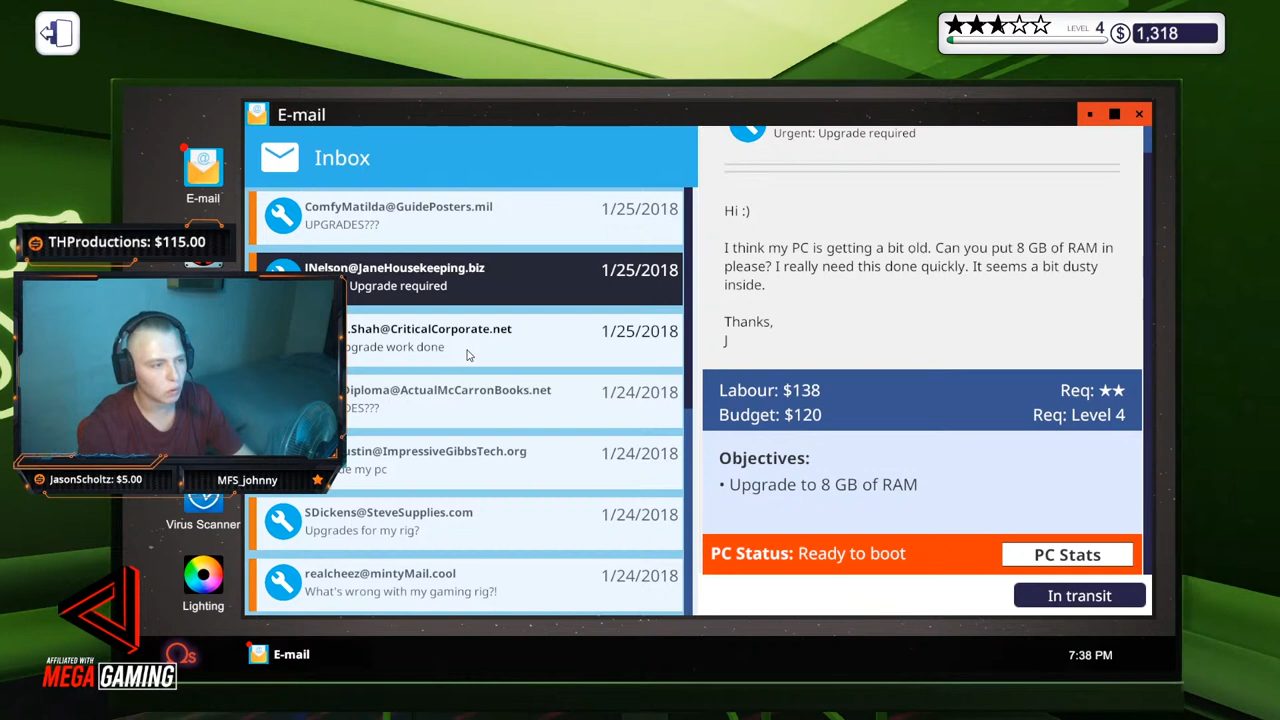 LEVEL 4
$ 1,318
E-mail
Inbox
Urgent: Upgrade required
E-mail
ComfyMatilda@GuidePosters.mil
1/25/2018
UPGRADES???
THProductions: $115.00
JNelson@JaneHousekeeping.biz
1/25/2018
Upgrade required
.Shah@CriticalCorporate.net
1/25/2018
pgrade work done
Diploma@ActualMcCarronBooks.net
1/24/2018
DES???
ustin@ImpressiveGibbsTech.org
1/24/2018
de my pc
SDickens@SteveSupplies.com
1/24/2018
Upgrades for my rig?
realcheez@mintyMail.cool
1/24/2018
What's wrong with my gaming rig?!
Hi :)
I think my PC is getting a bit old. Can you put 8 GB of RAM in
please? I really need this done quickly. It seems a bit dusty
inside.
Thanks,
J
Labour: $138
Req: ★★
Budget: $120
Req: Level 4
Objectives:
• Upgrade to 8 GB of RAM
PC Status: Ready to boot
PC Stats
In transit
JasonScholtz: $5.00
MFS_johnny
Virus Scanner
Lighting
E-mail
7:38 PM
AFFILIATED WITH
MEGA GAMING